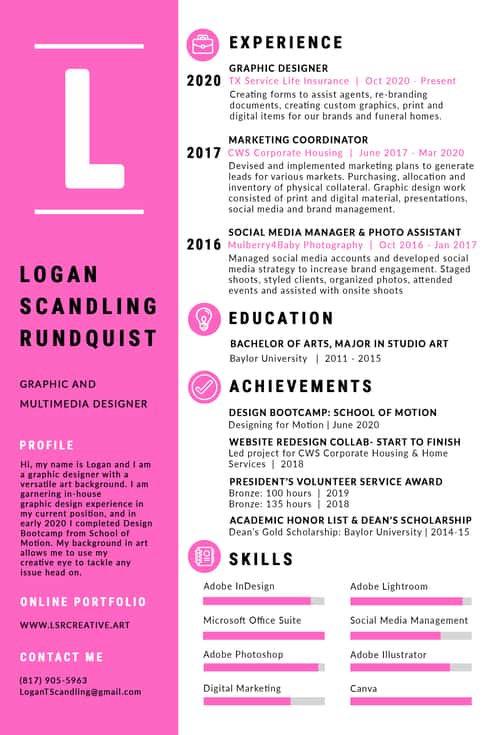 L
LOGAN
SCANDLING
RUNDQUIST
GRAPHIC AND
MULTIMEDIA DESIGNER
PROFILE
Hi, my name is Logan and I am
a graphic designer with a
versatile art background. I am
garnering in-house
graphic design experience in
my current position, and in
early 2020 I completed Design
Bootcamp from School of
Motion. My background in art
allows me to use my
creative eye to tackle any
issue head on.
ONLINE PORTFOLIO
WWW.LSRCREATIVE.ART
CONTACT ME
(817) 905-5963
LoganTScandling@gmail.com
EXPERIENCE
GRAPHIC DESIGNER
2020 TX Service Life Insurance | Oct 2020 - Present
Creating forms to assist agents, re-branding
documents, creating custom graphics, print and
digital items for our brands and funeral homes.
MARKETING COORDINATOR
2017 CWS Corporate Housing | June 2017 - Mar 2020
Devised and implemented marketing plans to generate
leads for various markets. Purchasing, allocation and
inventory of physical collateral. Graphic design work
consisted of print and digital material, presentations,
social media and brand management.
SOCIAL MEDIA MANAGER & PHOTO ASSISTANT
2016 Mulberry4Baby Photography | Oct 2016 - Jan 2017
Managed social media accounts and developed social
media strategy to increase brand engagement. Staged
shoots, styled clients, organized photos, attended
events and assisted with onsite shoots
EDUCATION
BACHELOR OF ARTS, MAJOR IN STUDIO ART
Baylor University | 2011 - 2015
ACHIEVEMENTS
DESIGN BOOTCAMP: SCHOOL OF MOTION
Designing for Motion | June 2020
WEBSITE REDESIGN COLLAB- START TO FINISH
Led project for CWS Corporate Housing & Home
Services | 2018
PRESIDENT'S VOLUNTEER SERVICE AWARD
Bronze: 100 hours | 2019
Bronze: 135 hours | 2018
ACADEMIC HONOR LIST & DEAN'S SCHOLARSHIP
Dean's Gold Scholarship: Baylor University | 2014-15
SKILLS
Adobe InDesign
Adobe Lightroom
Microsoft Office Suite
Social Media Management
Adobe Photoshop
Adobe Illustrator
Digital Marketing
Canva